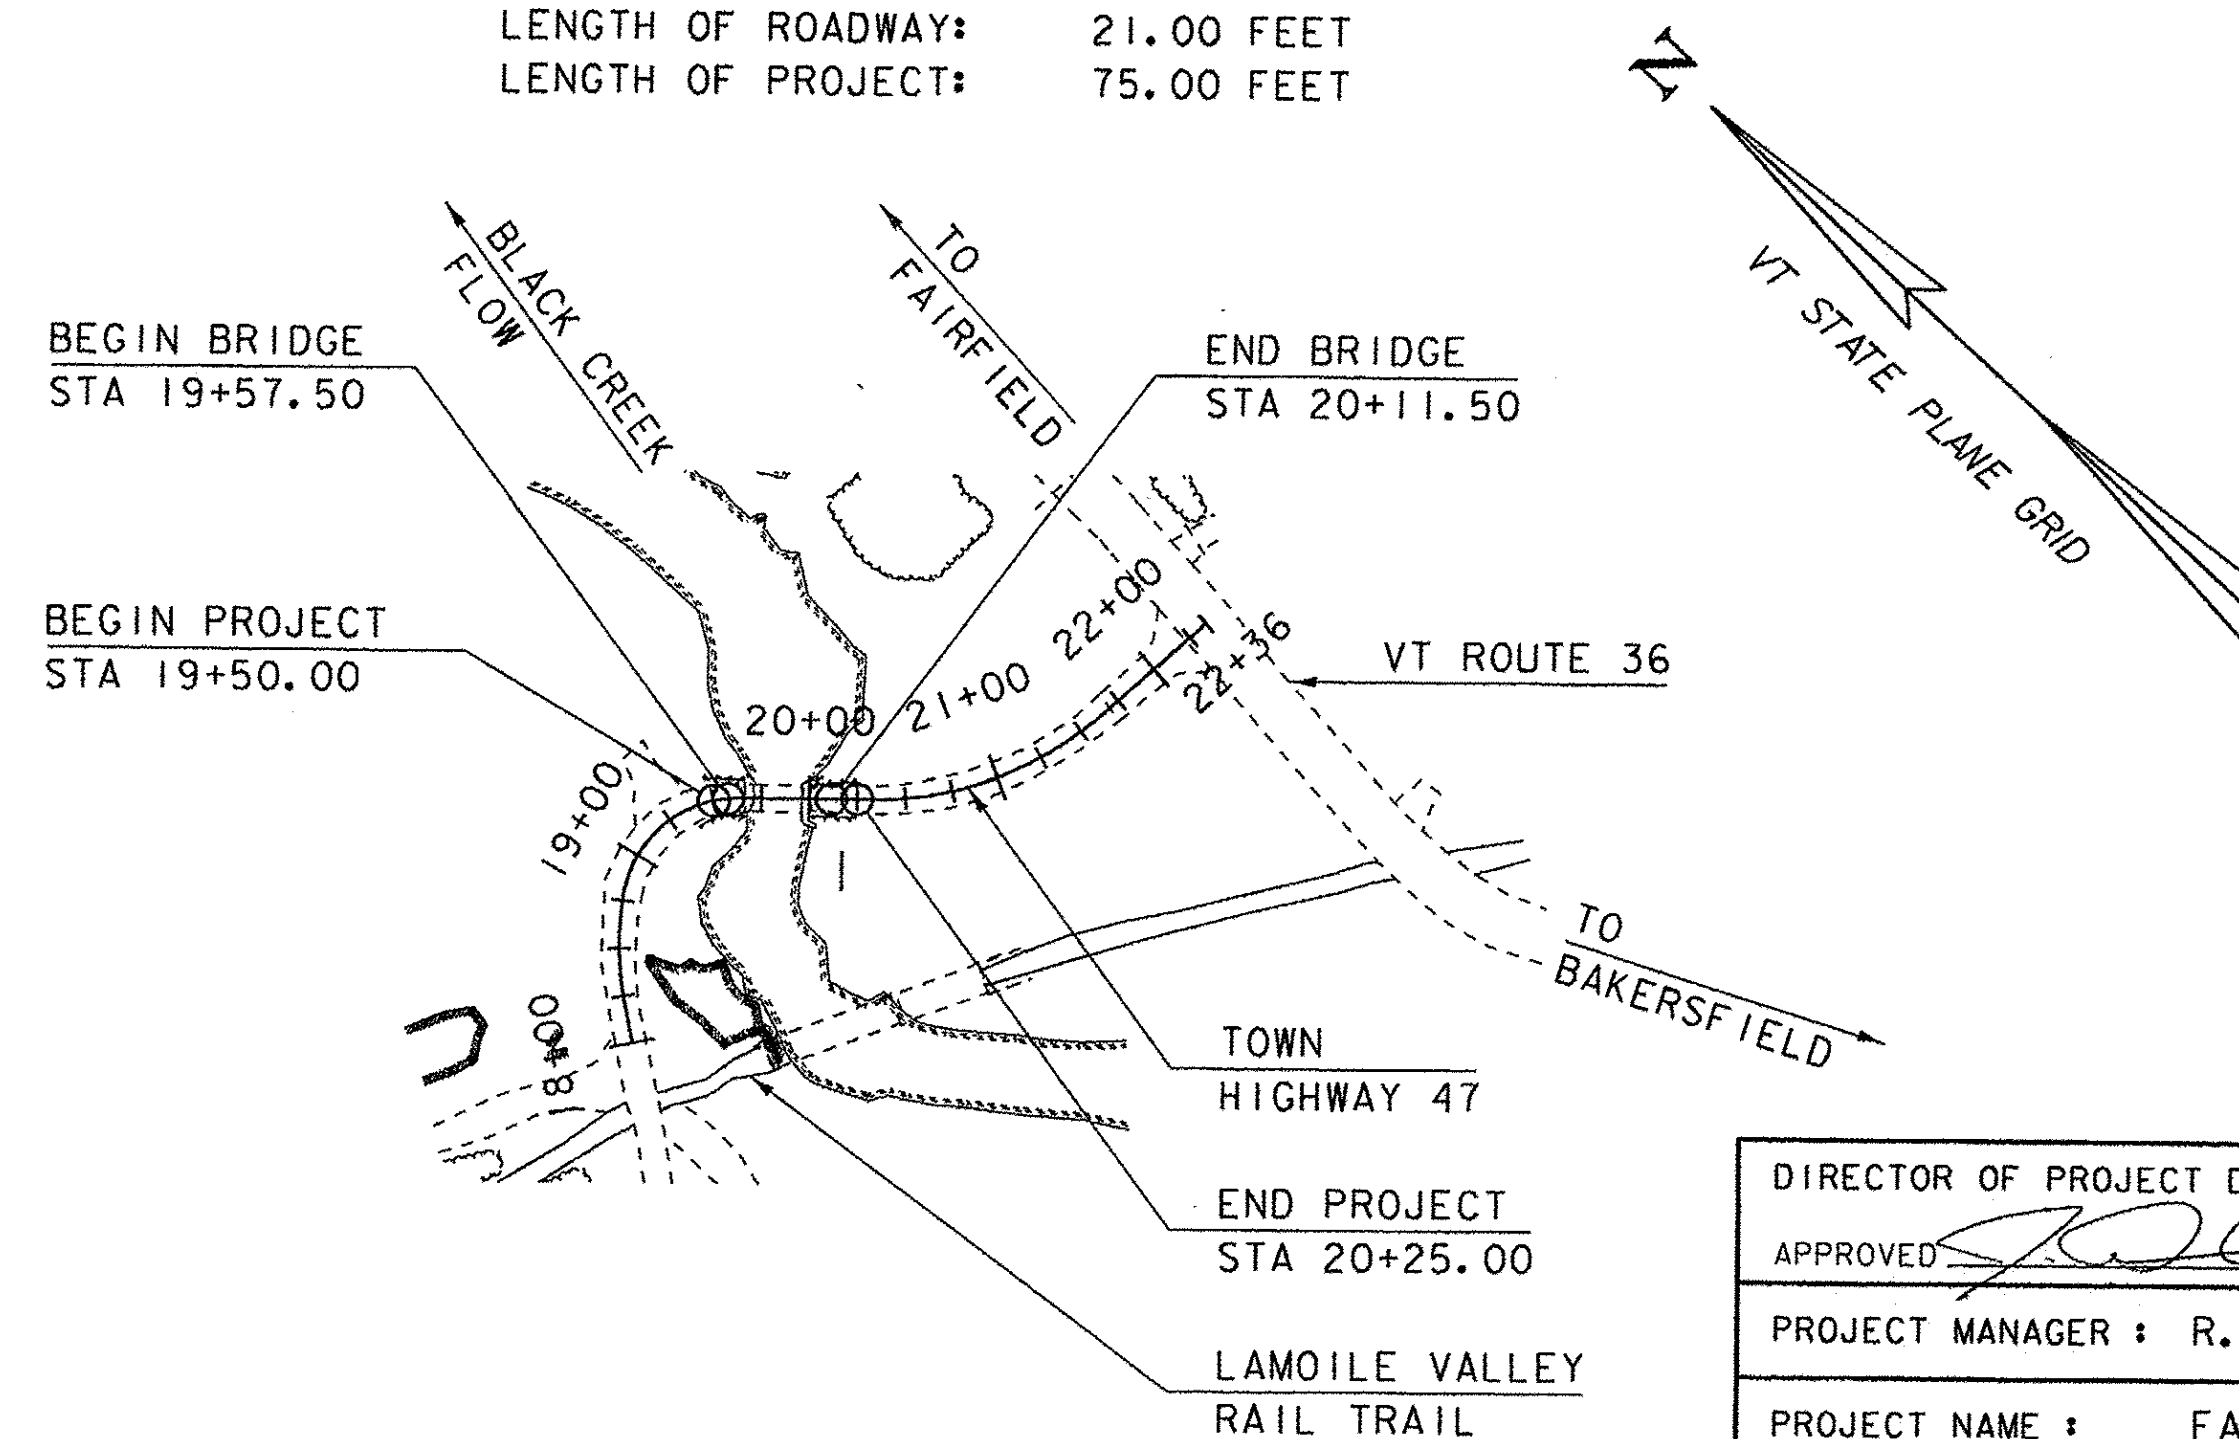 LENGTH OF ROADWAY: 21.00 FEET
LENGTH OF PROJECT: 75.00 FEET
N
VT STATE PLANE GRID
BLACK CREEK
FLOW
TO
FAIRFIELD
BEGIN BRIDGE
STA 19+57.50
END BRIDGE
STA 20+11.50
BEGIN PROJECT
STA 19+50.00
VT ROUTE 36
18+00
19+00
20+00
21+00
22+00
22+36
TO
BAKERSFIELD
TOWN
HIGHWAY 47
END PROJECT
STA 20+25.00
LAMOILE VALLEY
RAIL TRAIL
DIRECTOR OF PROJECT
APPROVED
PROJECT MANAGER : R.
PROJECT NAME : FA